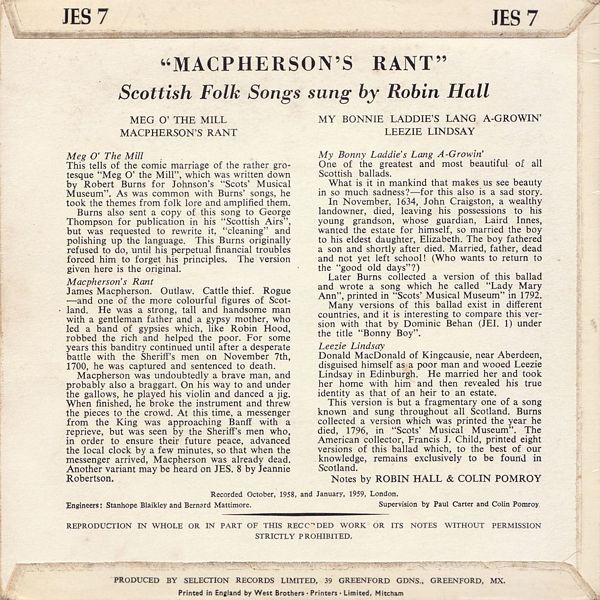 JES 7
JES 7
"MACPHERSON'S RANT"
Scottish Folk Songs sung by Robin Hall
MEG O' THE MILL
MACPHERSON'S RANT
MY BONNIE LADDIE'S LANG A-GROWIN'
LEEZIE LINDSAY
Meg O' The Mill
This tells of the comic marriage of the rather gro-
tesque "Meg O' the Mill", which was written down
by Robert Burns for Johnson's "Scots' Musical
Museum". As was common with Burns' songs, he
took the themes from folk lore and amplified them.
Burns also sent a copy of this song to George
Thompson for publication in his "Scottish Airs",
but was requested to rewrite it, "cleaning" and
polishing up the language. This Burns originally
refused to do, until his perpetual financial troubles
forced him to forget his principles. The version
given here is the original.
Macpherson's Rant
James Macpherson. Outlaw. Cattle thief. Rogue
—and one of the more colourful figures of Scot-
land. He was a strong, tall and handsome man
with a gentleman father and a gypsy mother, who
led a band of gypsies which, like Robin Hood,
robbed the rich and helped the poor. For some
years this banditry continued until after a desperate
battle with the Sheriff's men on November 7th,
1700, he was captured and sentenced to death.
Macpherson was undoubtedly a brave man, and
probably also a braggart. On his way to and under
the gallows, he played his violin and danced a jig.
When finished, he broke the instrument and threw
the pieces to the crowd. At this time, a messenger
from the King was approaching Banff with a
reprieve, but was seen by the Sheriff's men who,
in order to ensure their future peace, advanced
the local clock by a few minutes, so that when the
messenger arrived, Macpherson was already dead.
Another variant may be heard on JES. 8 by Jeannie
Robertson.
My Bonny Laddie's Lang A-Growin'
One of the greatest and most beautiful of all
Scottish ballads.
What is it in mankind that makes us see beauty
in so much sadness?—for this also is a sad story.
In November, 1634, John Craigston, a wealthy
landowner, died, leaving his possessions to his
young grandson, whose guardian, Laird Innes,
wanted the estate for himself, so married the boy
to his eldest daughter, Elizabeth. The boy fathered
a son and shortly after died. Married, father, dead
and not yet left school! (Who wants to return to
the "good old days"?)
Later Burns collected a version of this ballad
and wrote a song which he called "Lady Mary
Ann", printed in "Scots' Musical Museum" in 1792.
Many versions of this ballad exist in different
countries, and it is interesting to compare this ver-
sion with that by Dominic Behan (JEI. 1) under
the title "Bonny Boy".
Leezie Lindsay
Donald MacDonald of Kingcausie, near Aberdeen,
disguised himself as a poor man and wooed Leezie
Lindsay in Edinburgh. He married her and took
her home with him and then revealed his true
identity as that of an heir to an estate.
This version is but a fragmentary one of a song
known and sung throughout all Scotland. Burns
collected a version which was printed the year he
died, 1796, in "Scots' Musical Museum". The
American collector, Francis J. Child, printed eight
versions of this ballad which, to the best of our
knowledge, remains exclusively to be found in
Scotland.
Notes by ROBIN HALL & COLIN POMROY
Recorded October, 1958, and January, 1959, London.
Engineers: Stanhope Blaikley and Bernard Mattimore.
Supervision by Paul Carter and Colin Pomroy.
REPRODUCTION IN WHOLE OR IN PART OF THIS RECORDED WORK OR ITS NOTES WITHOUT PERMISSION
STRICTLY PROHIBITED.
PRODUCED BY SELECTION RECORDS LIMITED, 39 GREENFORD GDNS., GREENFORD, MX.
Printed in England by West Brothers · Printers · Limited, Mitcham